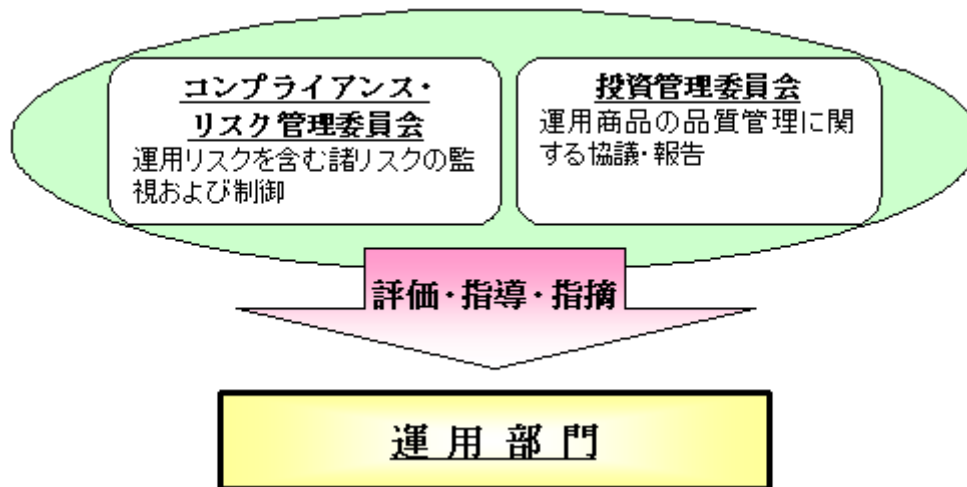 コンプライアンス・
リスク管理委員会
運用リスクを含む諸リスクの監
視および制御
投資管理委員会
運用商品の品質管理に関
する協議・報告
評価・指導・指摘
運用部門